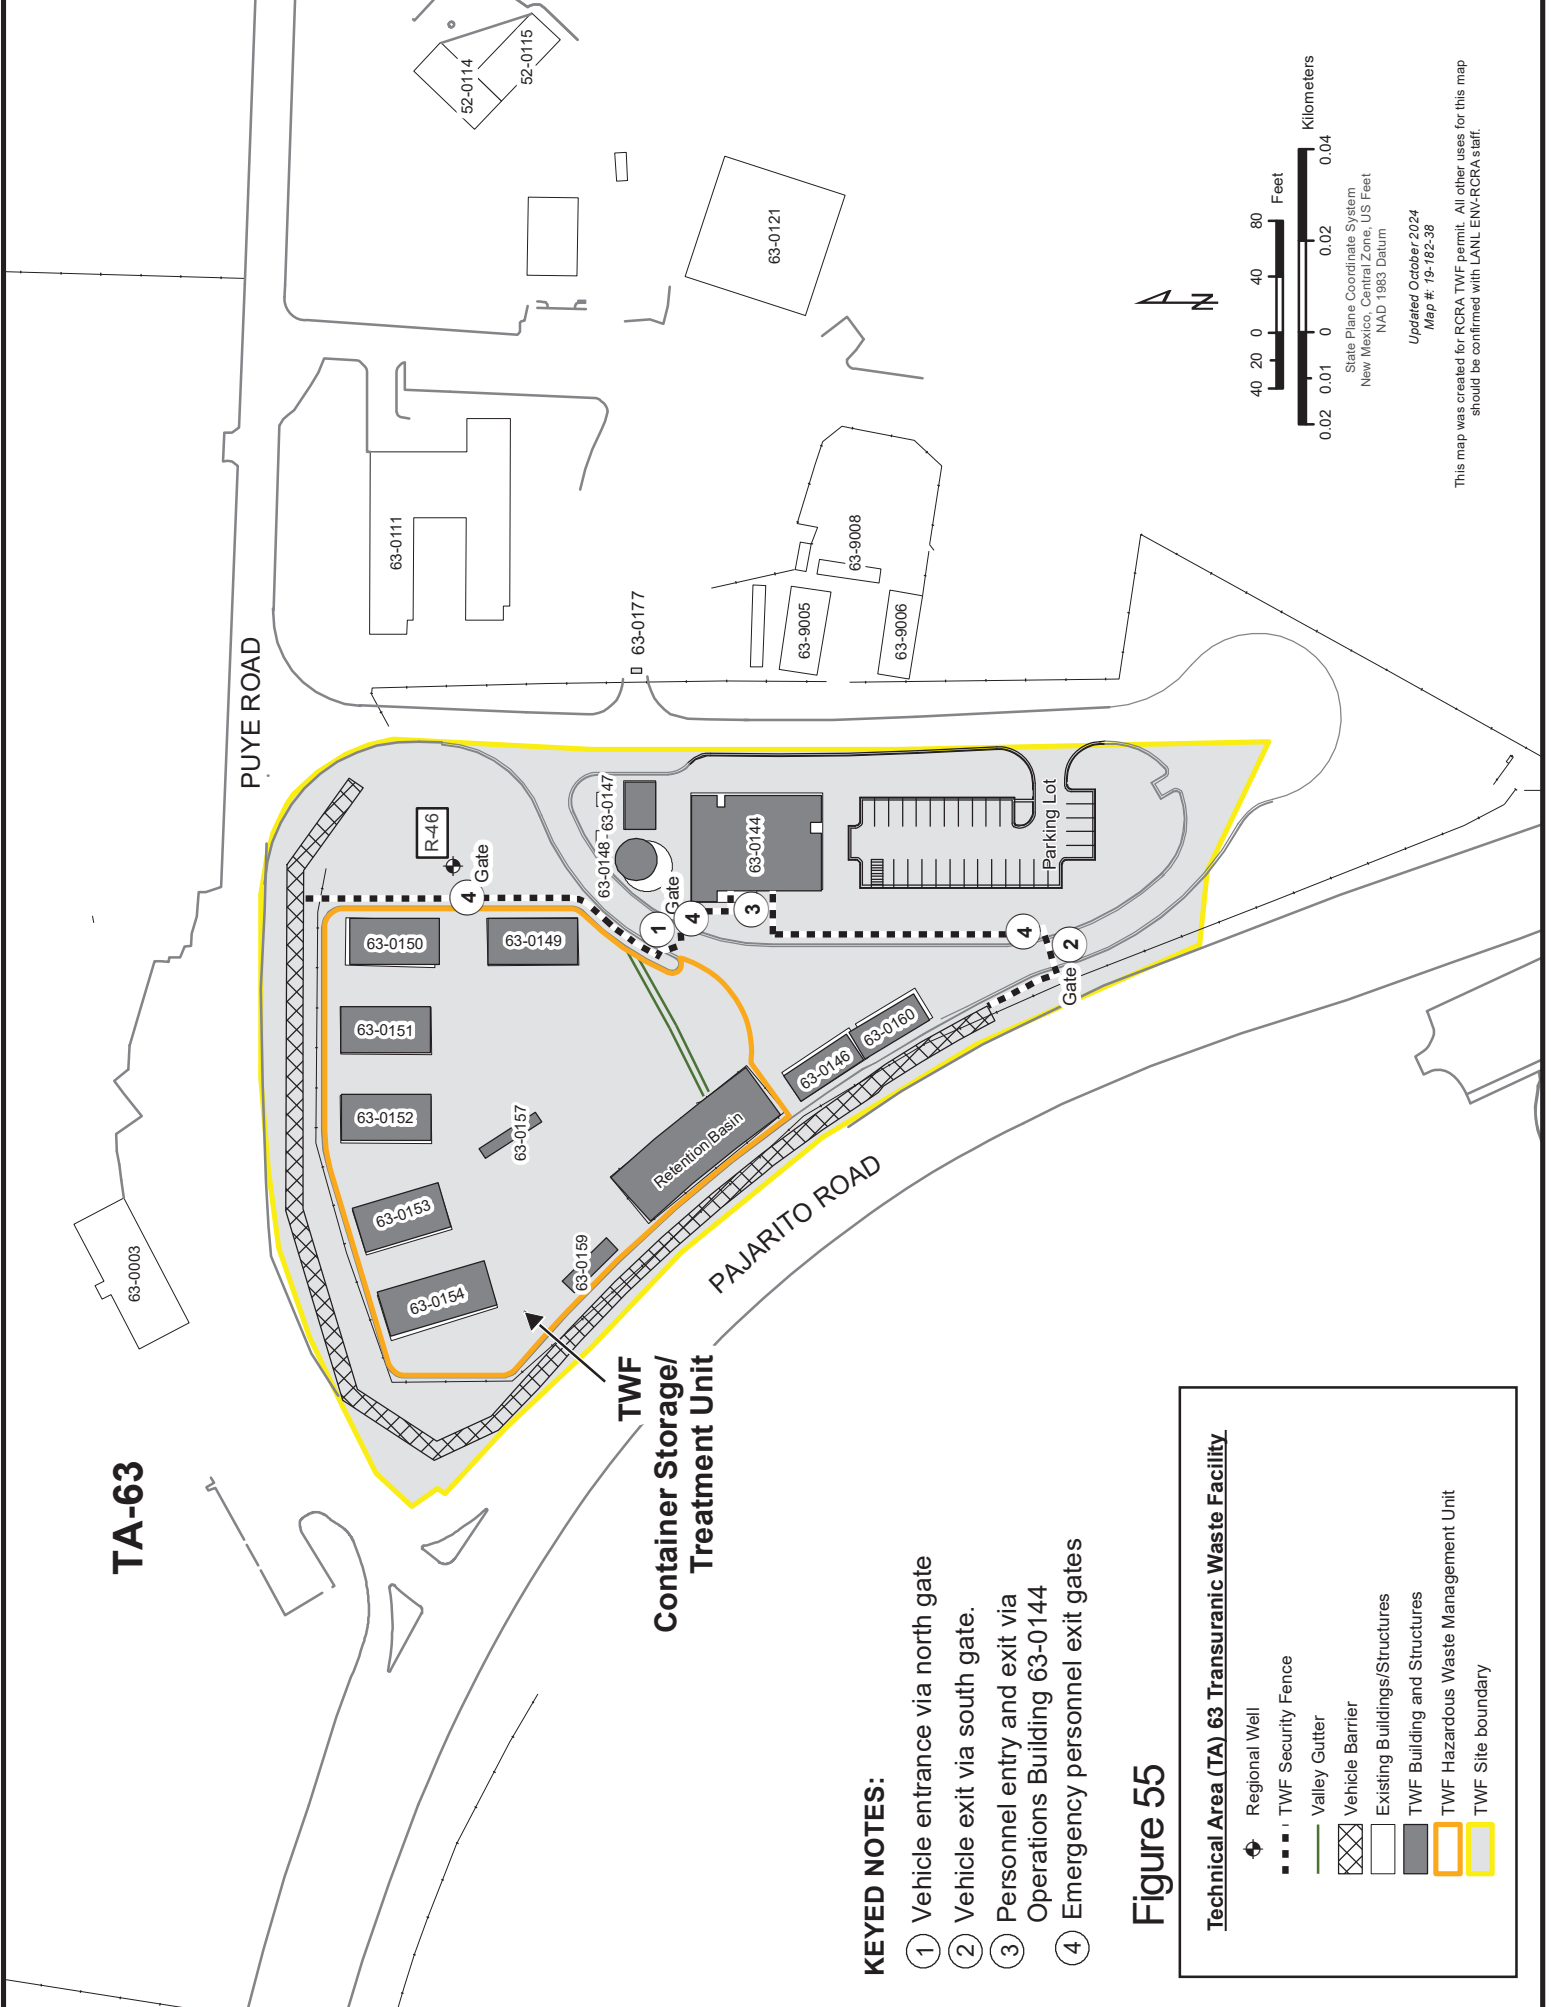 TA-63
PUYE ROAD
PAJARITO ROAD
TWF
Container Storage/
Treatment Unit
63-0003
63-0154
63-0153
63-0152
63-0151
63-0150
63-0149
63-0157
63-0159
Retention Basin
63-0146
63-0160
R-46
4
Gate
1
Gate
4
3
4
2
Gate
63-0148
63-0147
63-0144
Parking Lot
63-0177
63-0111
63-9005
63-9006
63-9008
63-0121
52-0114
52-0115
KEYED NOTES:
1 Vehicle entrance via north gate
2 Vehicle exit via south gate.
3 Personnel entry and exit via
Operations Building 63-0144
4 Emergency personnel exit gates
Figure 55
Technical Area (TA) 63 Transuranic Waste Facility
Regional Well
TWF Security Fence
Valley Gutter
Vehicle Barrier
Existing Buildings/Structures
TWF Building and Structures
TWF Hazardous Waste Management Unit
TWF Site boundary
N
40 20 0 40 80
Feet
Kilometers
0.02 0.01 0 0.02 0.04
State Plane Coordinate System
New Mexico, Central Zone, US Feet
NAD 1983 Datum
Updated October 2024
Map #: 19-182-38
This map was created for RCRA TWF permit. All other uses for this map
should be confirmed with LANL ENV-RCRA staff.